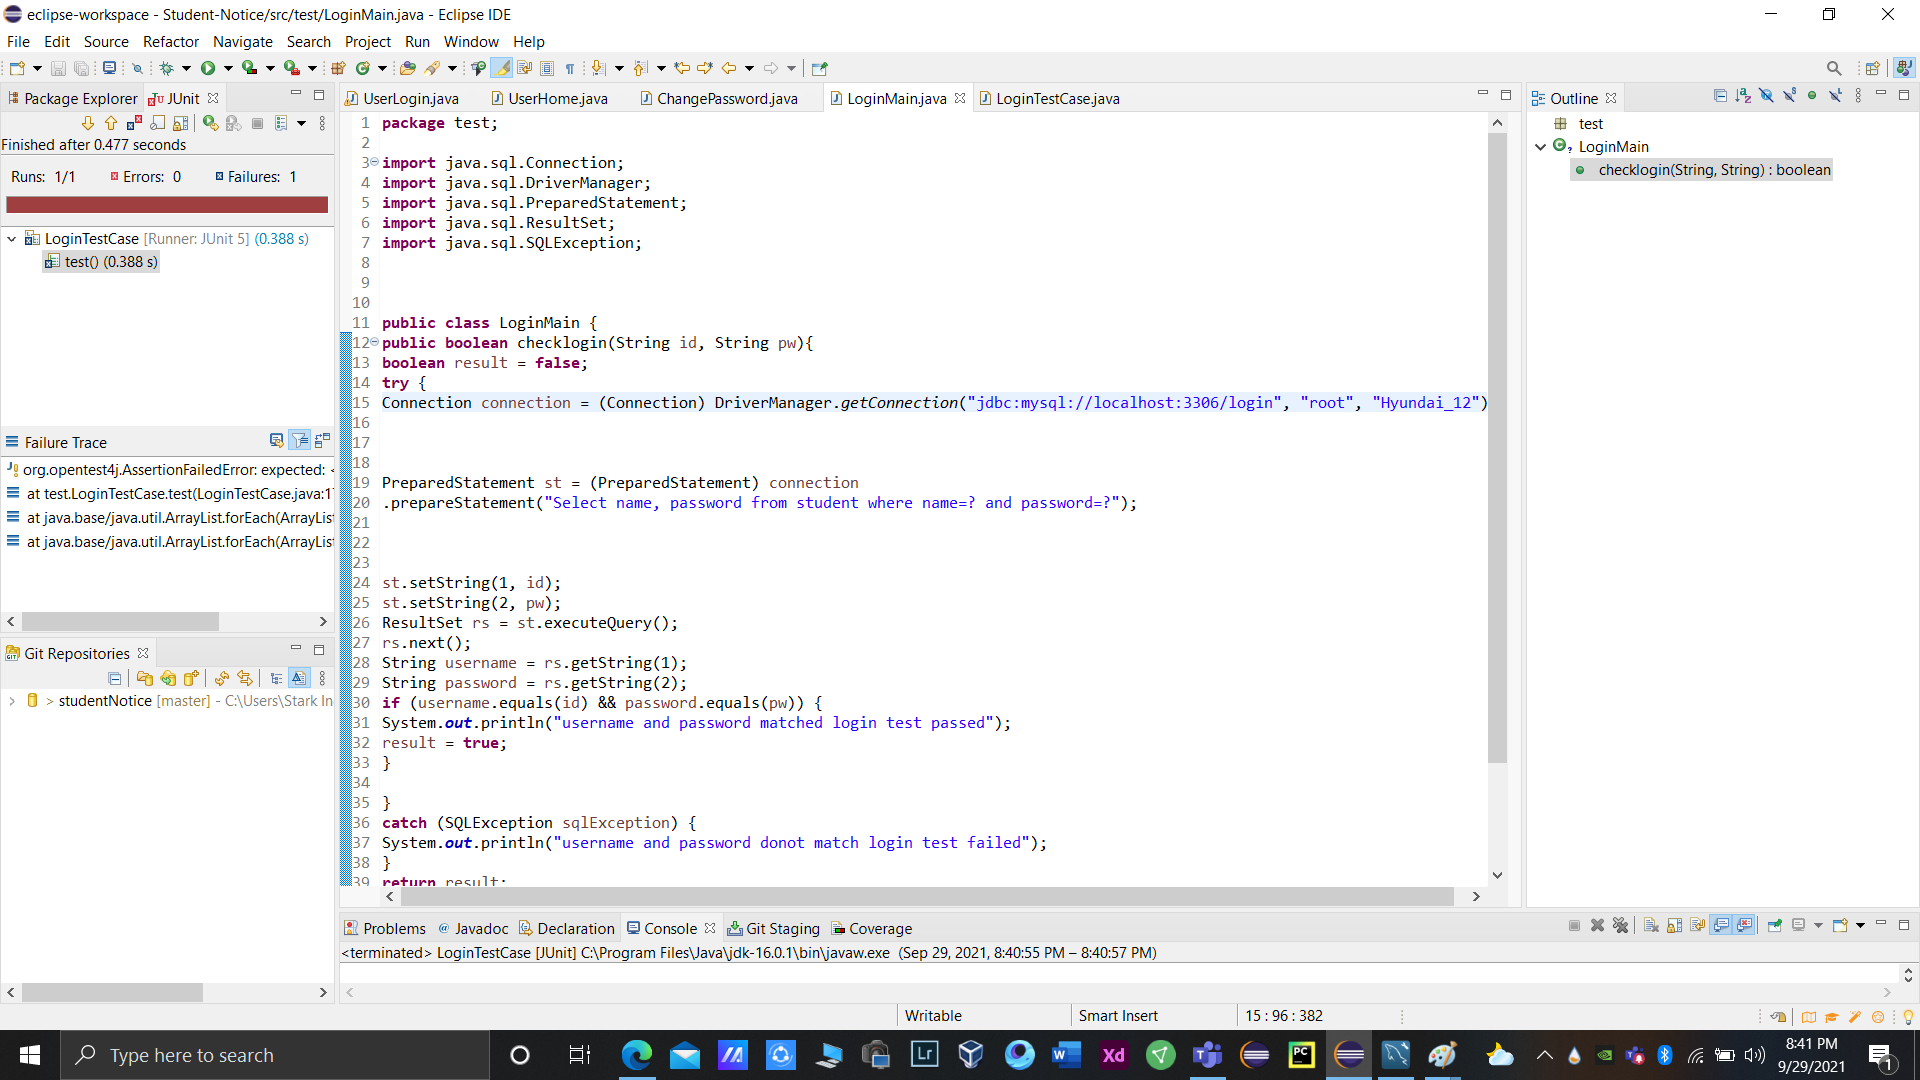 eclipse-workspace - Student-Notice/src/test/LoginMain.java - Eclipse IDE
File Edit Source Refactor Navigate Search Project Run Window Help
Package Explorer JUnit
Finished after 0.477 seconds
Runs: 1/1 Errors: 0 Failures: 1
LoginTestCase [Runner: JUnit 5] (0.388 s)
test() (0.388 s)
Failure Trace
org.opentest4j.AssertionFailedError: expected: <
at test.LoginTestCase.test(LoginTestCase.java:1
at java.base/java.util.ArrayList.forEach(ArrayLis
at java.base/java.util.ArrayList.forEach(ArrayLis
Git Repositories
> studentNotice [master] - C:\Users\Stark In
UserLogin.java UserHome.java ChangePassword.java LoginMain.java LoginTestCase.java
1 package test;
2
3 import java.sql.Connection;
4 import java.sql.DriverManager;
5 import java.sql.PreparedStatement;
6 import java.sql.ResultSet;
7 import java.sql.SQLException;
8
9
10
11 public class LoginMain {
12 public boolean checklogin(String id, String pw){
13 boolean result = false;
14 try {
15 Connection connection = (Connection) DriverManager.getConnection("jdbc:mysql://localhost:3306/login", "root", "Hyundai_12")
16
17
18
19 PreparedStatement st = (PreparedStatement) connection
20 .prepareStatement("Select name, password from student where name=? and password=?");
21
22
23
24 st.setString(1, id);
25 st.setString(2, pw);
26 ResultSet rs = st.executeQuery();
27 rs.next();
28 String username = rs.getString(1);
29 String password = rs.getString(2);
30 if (username.equals(id) && password.equals(pw)) {
31 System.out.println("username and password matched login test passed");
32 result = true;
33 }
34
35 }
36 catch (SQLException sqlException) {
37 System.out.println("username and password donot match login test failed");
38 }
39 return result;
Outline
test
LoginMain
checklogin(String, String) : boolean
Problems @ Javadoc Declaration Console Git Staging Coverage
<terminated> LoginTestCase [JUnit] C:\Program Files\Java\jdk-16.0.1\bin\javaw.exe (Sep 29, 2021, 8:40:55 PM – 8:40:57 PM)
Writable Smart Insert 15 : 96 : 382
Type here to search
Lr
Xd
PC
8:41 PM
9/29/2021
1